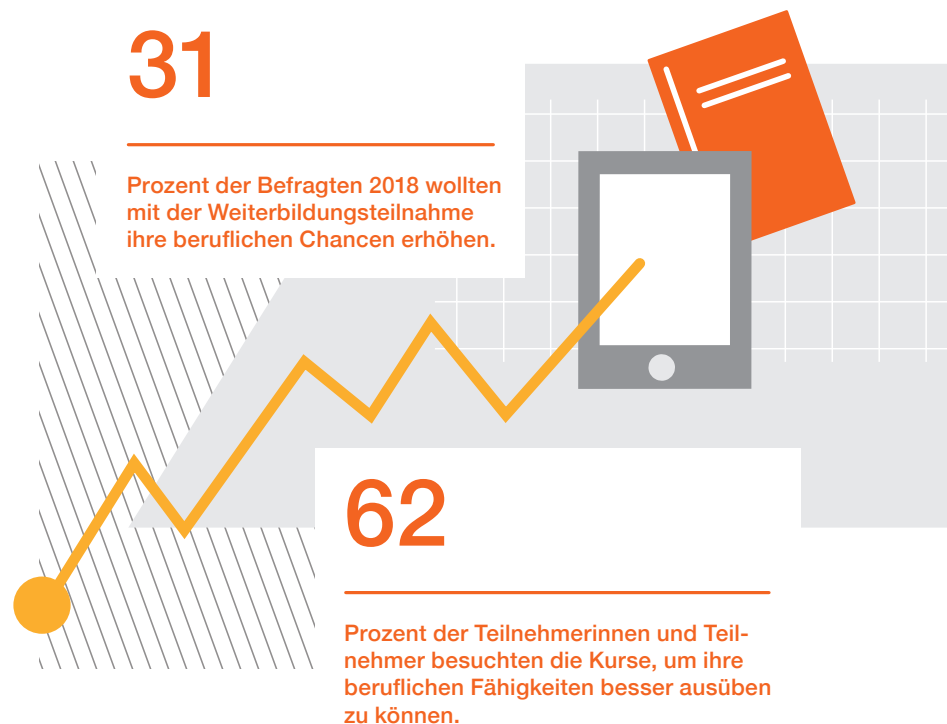 31
Prozent der Befragten 2018 wollten
mit der Weiterbildungsteilnahme
ihre beruflichen Chancen erhöhen.
62
Prozent der Teilnehmerinnen und Teil-
nehmer besuchten die Kurse, um ihre
beruflichen Fähigkeiten besser ausüben
zu können.